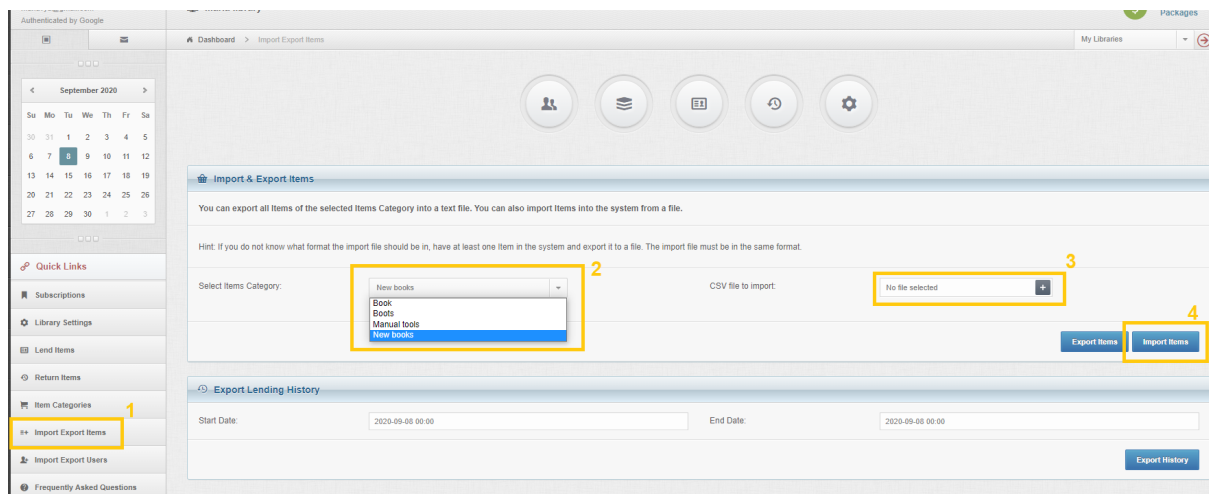 Authenticated by Google
Packages
Dashboard > Import Export Items
My Libraries
September 2020
Su Mo Tu We Th Fr Sa
30 31 1 2 3 4 5
6 7 8 9 10 11 12
13 14 15 16 17 18 19
20 21 22 23 24 25 26
27 28 29 30 1 2 3
Quick Links
Subscriptions
Library Settings
Lend Items
Return Items
Item Categories
1
Import Export Items
Import Export Users
Frequently Asked Questions
Import & Export Items
You can export all Items of the selected Items Category into a text file. You can also import Items into the system from a file.
Hint: If you do not know what format the import file should be in, have at least one Item in the system and export it to a file. The import file must be in the same format.
2
Select Items Category:
New books
Book
Boots
Manual tools
New books
3
CSV file to import:
No file selected
4
Export Items
Import Items
Export Lending History
Start Date:
2020-09-08 00:00
End Date:
2020-09-08 00:00
Export History